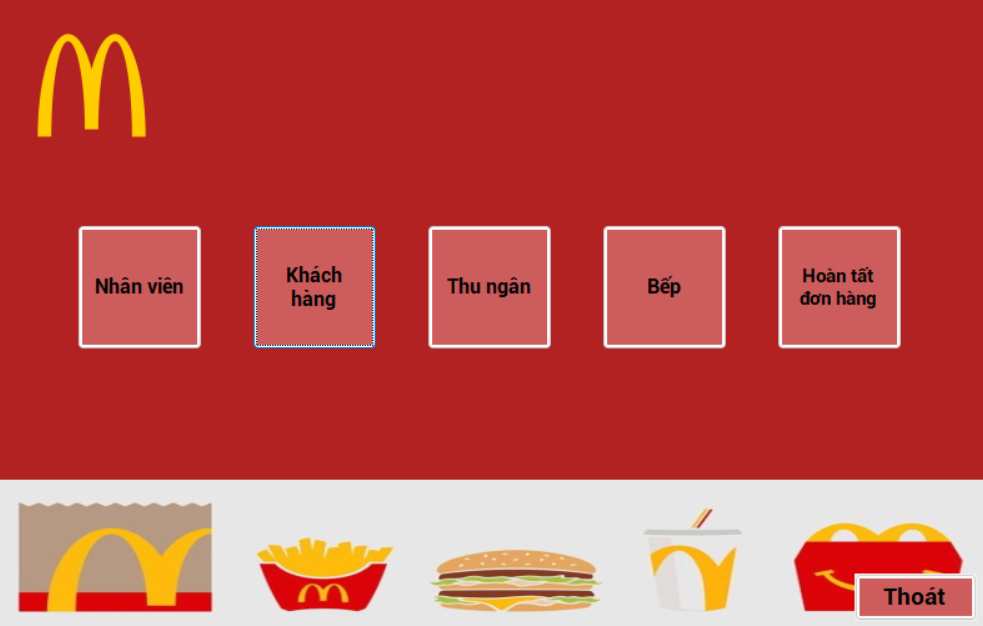 Nhân viên
Khách
hàng
Thu ngân
Bếp
Hoàn tất
đơn hàng
Thoát